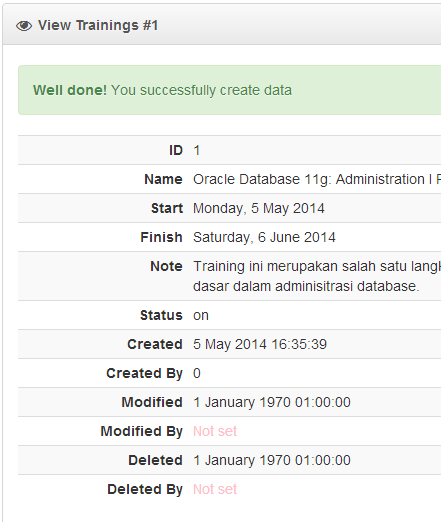 View Trainings #1
Well done! You successfully create data
ID 1
Name Oracle Database 11g: Administration I
Start Monday, 5 May 2014
Finish Saturday, 6 June 2014
Note Training ini merupakan salah satu
dasar dalam adminisitrasi database.
Status on
Created 5 May 2014 16:35:39
Created By 0
Modified 1 January 1970 01:00:00
Modified By Not set
Deleted 1 January 1970 01:00:00
Deleted By Not set